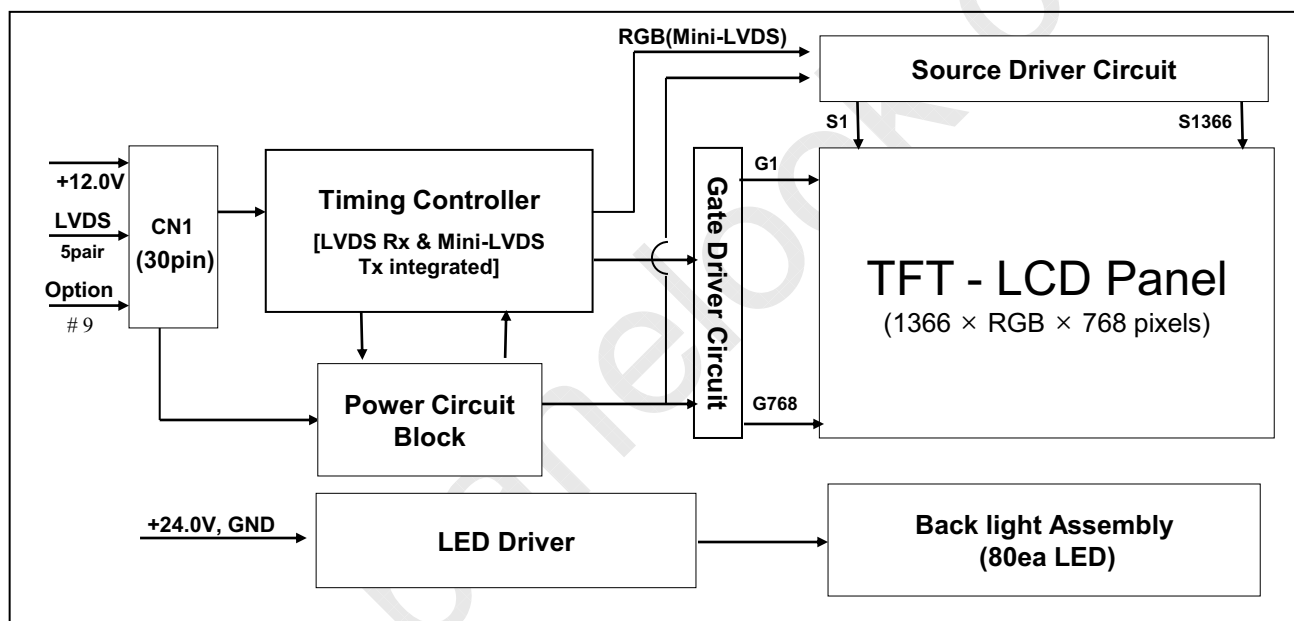 RGB(Mini-LVDS)
Source Driver Circuit
S1
S1366
+12.0V
LVDS
5pair
Option
# 9
CN1
(30pin)
Timing Controller
[LVDS Rx & Mini-LVDS
Tx integrated]
Power Circuit
Block
Gate Driver Circuit
G1
G768
TFT - LCD Panel
(1366 × RGB × 768 pixels)
+24.0V, GND
LED Driver
Back light Assembly
(80ea LED)